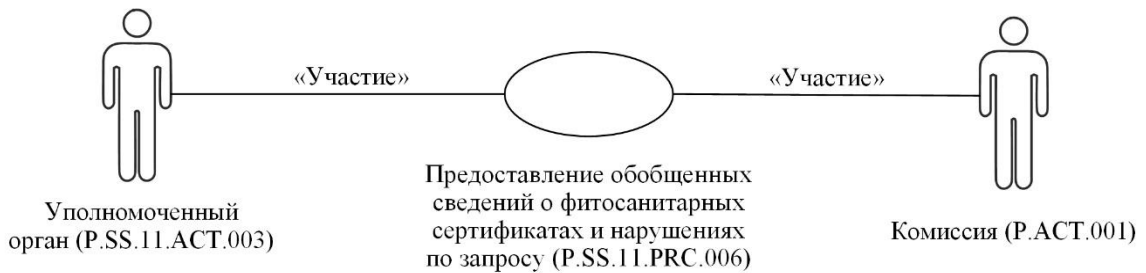 «Участие»
«Участие»
Уполномоченный
орган (P.SS.11.ACT.003)
Предоставление обобщенных
сведений о фитосанитарных
сертификатах и нарушениях
по запросу (P.SS.11.PRC.006)
Комиссия (P.ACT.001)